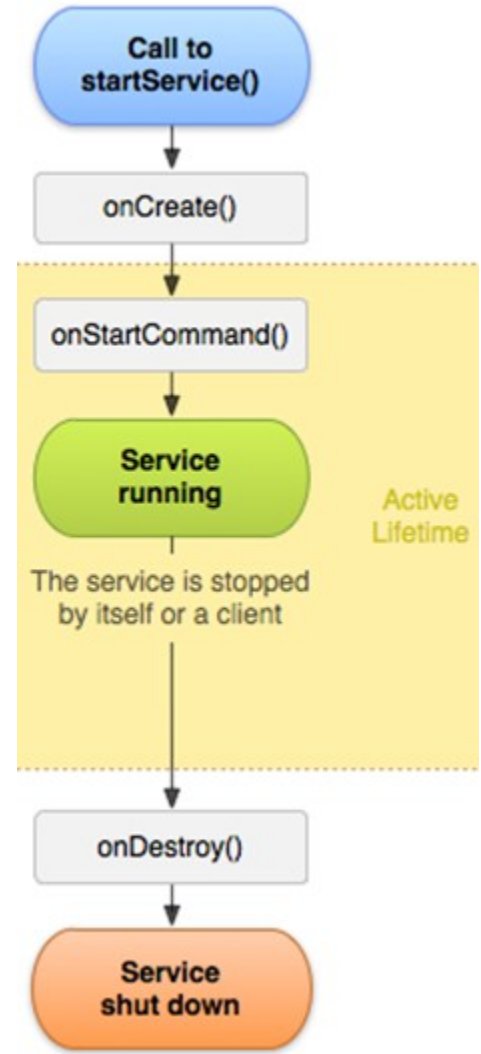 Call to
startService()
onCreate()
onStartCommand()
Service
running
Active
Lifetime
The service is stopped
by itself or a client
onDestroy()
Service
shut down